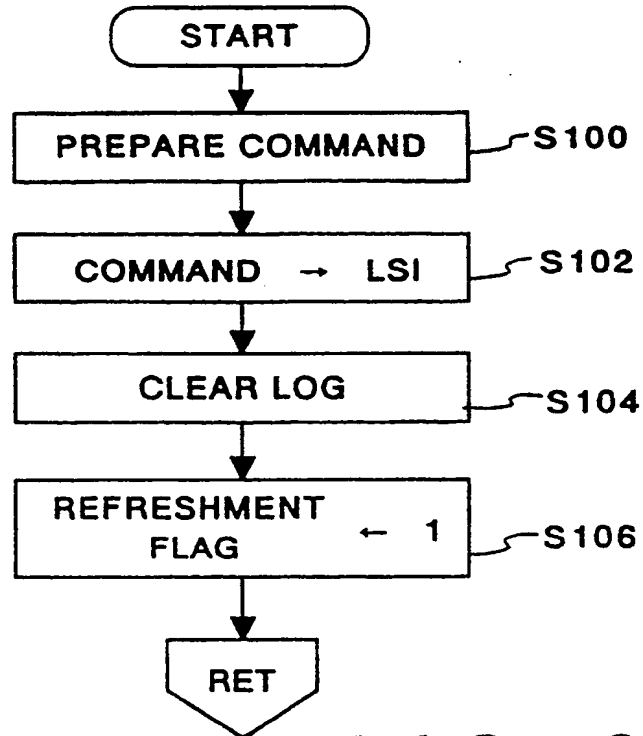 START
PREPARE COMMAND
S100
COMMAND → LSI
S102
CLEAR LOG
S104
REFRESHMENT
FLAG ← 1
S106
RET